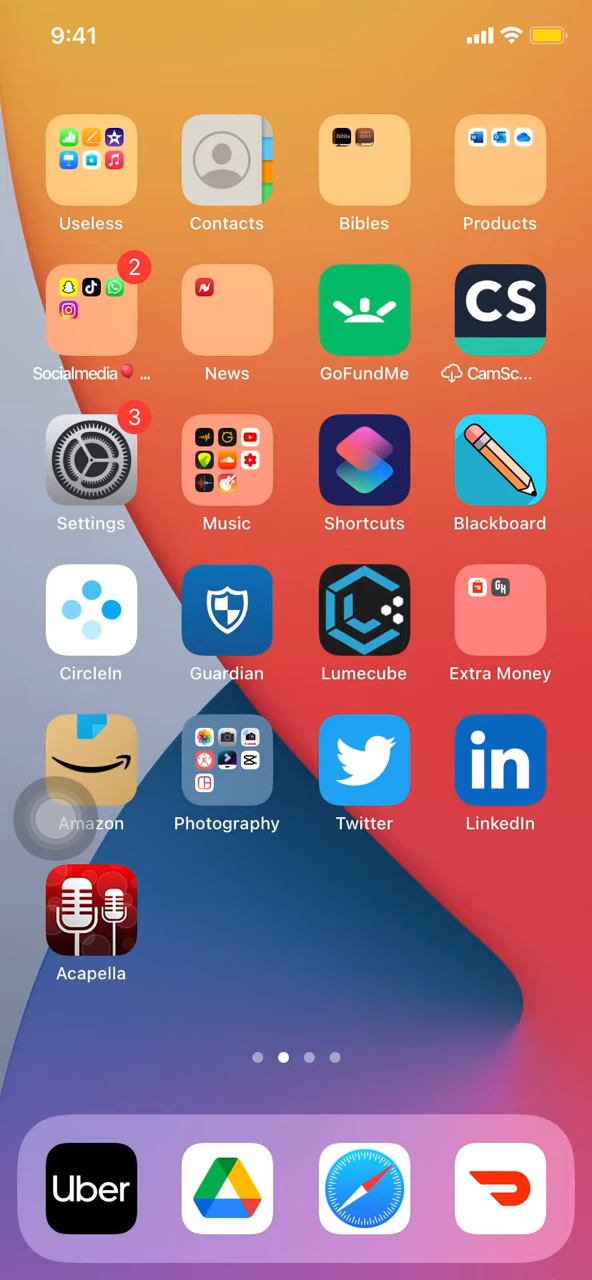 9:41
Useless
Contacts
Bibles
Products
2
Socialmedia🎈...
News
CS
GoFundMe
CamSc...
3
Settings
Music
Shortcuts
Blackboard
CircleIn
Guardian
Lumecube
GH
Extra Money
Amazon
Photography
Twitter
in
LinkedIn
Acapella
Uber